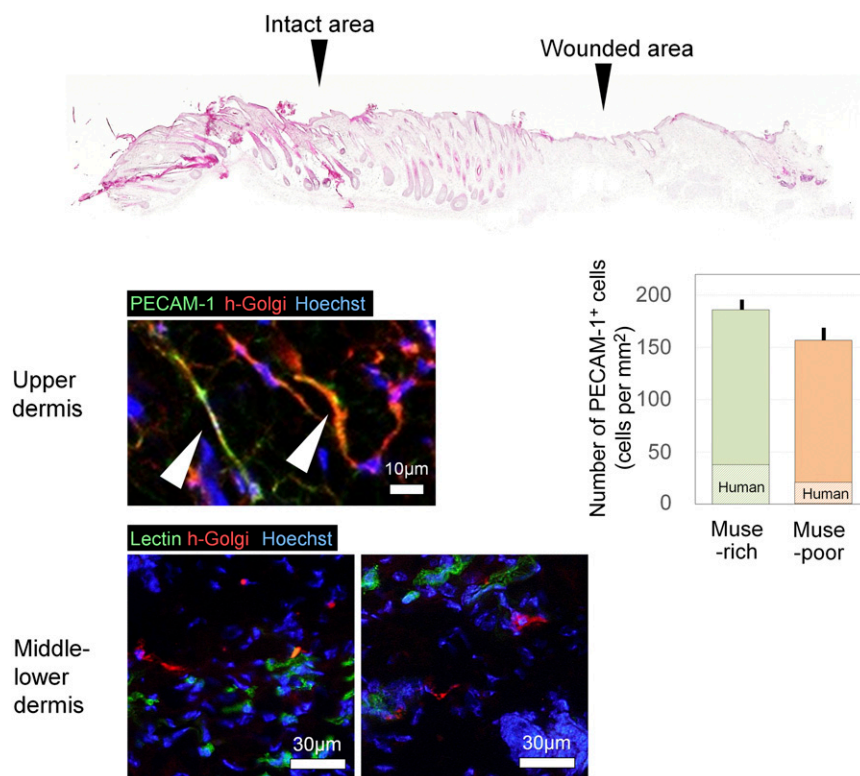 Intact area
Wounded area
PECAM-1 h-Golgi Hoechst
Upper
dermis
10μm
Number of PECAM-1⁺ cells
(cells per mm²)
200
150
100
50
0
Human
Human
Muse
-rich
Muse
-poor
Lectin h-Golgi Hoechst
Middle-
lower
dermis
30μm
30μm